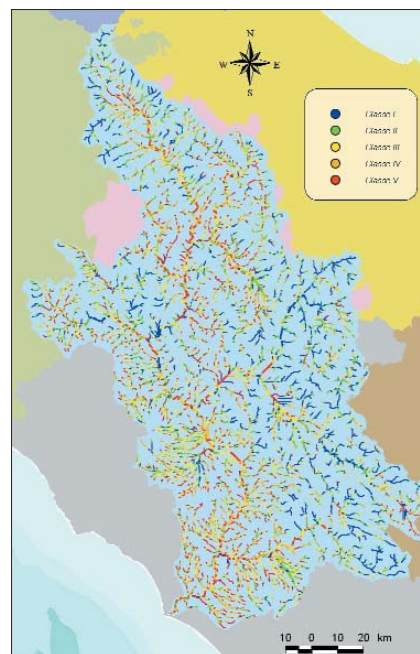 N
W E
S
Classe I
Classe II
Classe III
Classe IV
Classe V
10 0 10 20 km